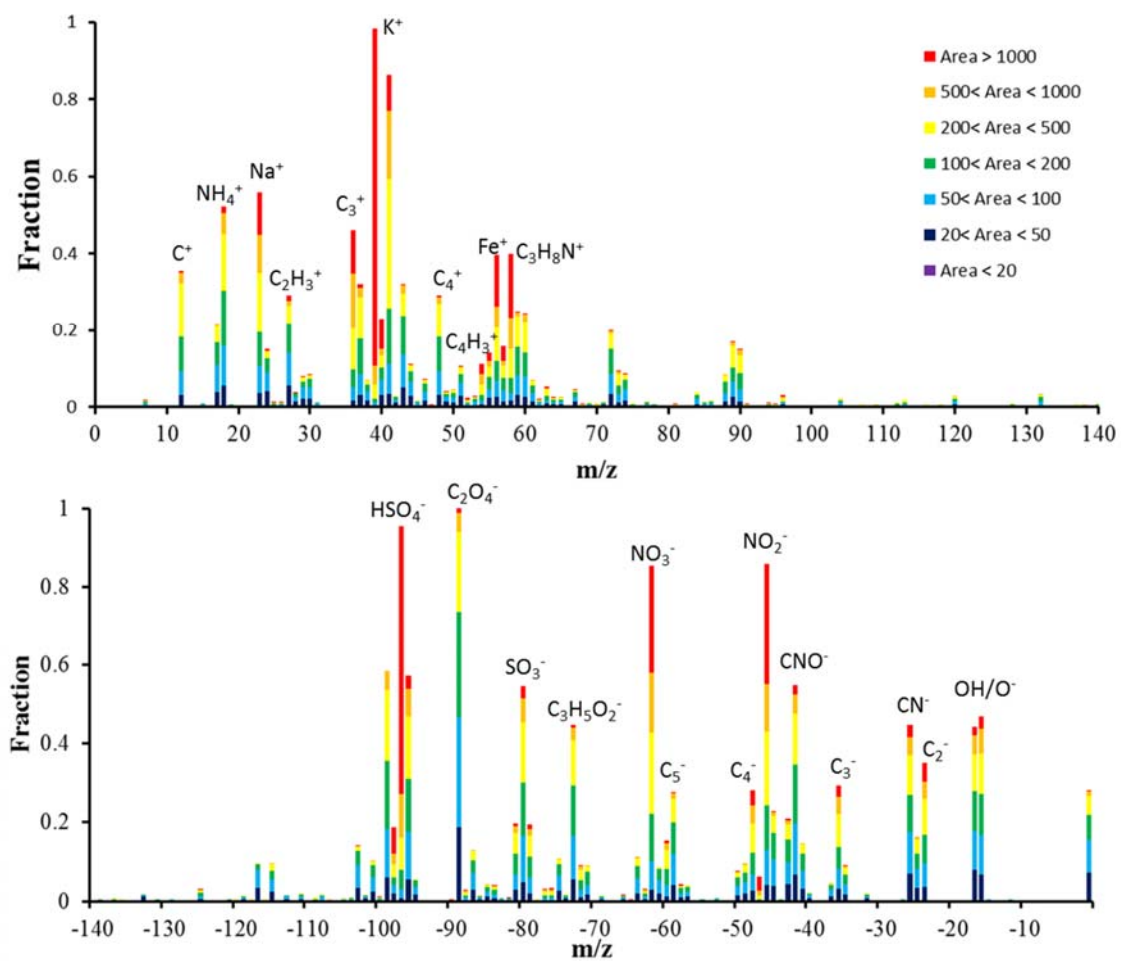 Fraction
1
0.8
0.6
0.4
0.2
0
C⁺
NH₄⁺
Na⁺
C₂H₃⁺
C₃⁺
K⁺
C₄⁺
C₄H₃⁺
Fe⁺
C₃H₈N⁺
Area > 1000
500< Area < 1000
200< Area < 500
100< Area < 200
50< Area < 100
20< Area < 50
Area < 20
0 10 20 30 40 50 60 70 80 90 100 110 120 130 140
m/z
Fraction
1
0.8
0.6
0.4
0.2
0
HSO₄⁻
C₂O₄⁻
SO₃⁻
C₃H₅O₂⁻
NO₃⁻
C₅⁻
NO₂⁻
C₄⁻
CNO⁻
C₃⁻
CN⁻
C₂⁻
OH/O⁻
-140 -130 -120 -110 -100 -90 -80 -70 -60 -50 -40 -30 -20 -10
m/z